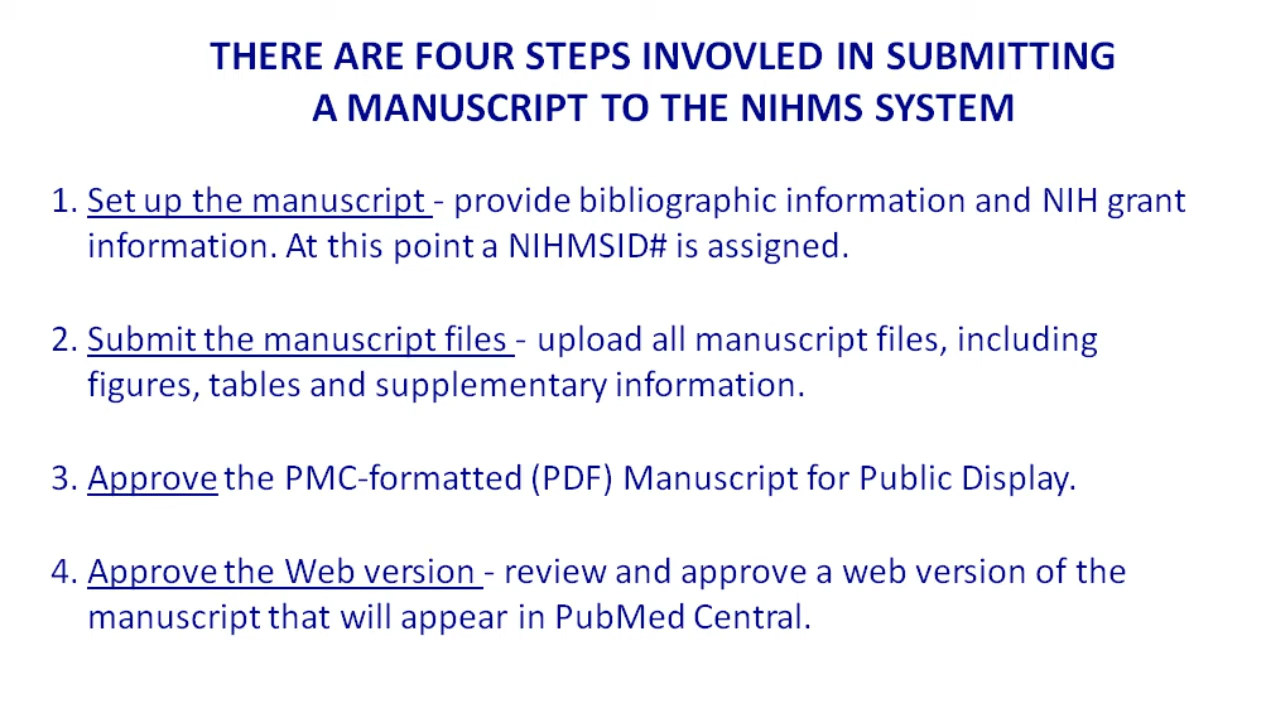 THERE ARE FOUR STEPS INVOVLED IN SUBMITTING
A MANUSCRIPT TO THE NIHMS SYSTEM
1. Set up the manuscript - provide bibliographic information and NIH grant
information. At this point a NIHMSID# is assigned.
2. Submit the manuscript files - upload all manuscript files, including
figures, tables and supplementary information.
3. Approve the PMC-formatted (PDF) Manuscript for Public Display.
4. Approve the Web version - review and approve a web version of the
manuscript that will appear in PubMed Central.